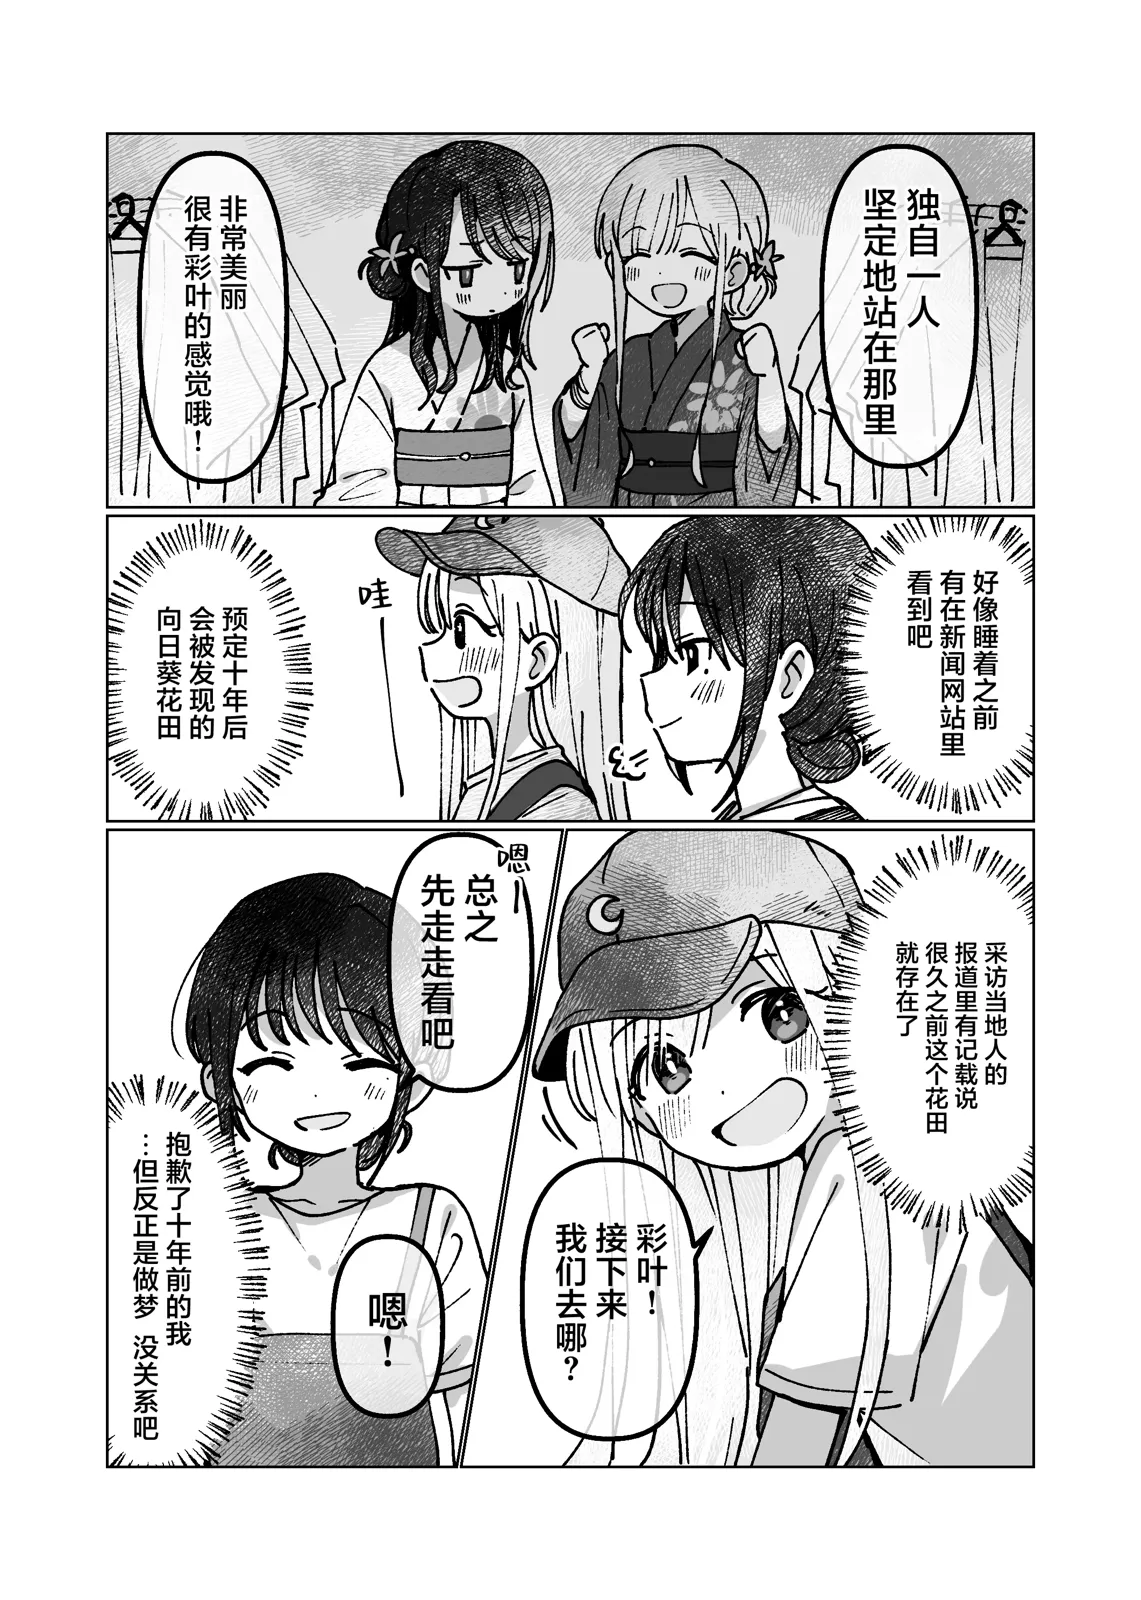 独自一人
坚定地站在那里
非常美丽
很有彩叶的感觉哦！
好像睡着之前
有在新闻网站里
看到吧
哇
预定十年后
会被发现的
向日葵花田
采访当地人的
报道里有记载说
很久之前这个花田
就存在了
彩叶！
接下来
我们去哪？
嗯
总之
先走走看吧
嗯！
抱歉了十年前的我
…但反正是做梦 没关系吧